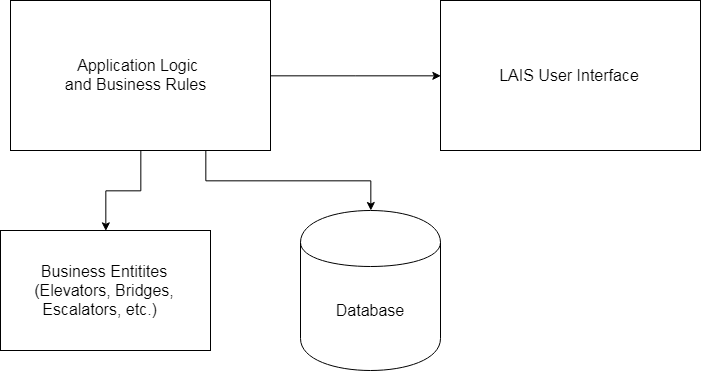 Application Logic
and Business Rules
LAIS User Interface
Business Entitites
(Elevators, Bridges,
Escalators, etc.)
Database